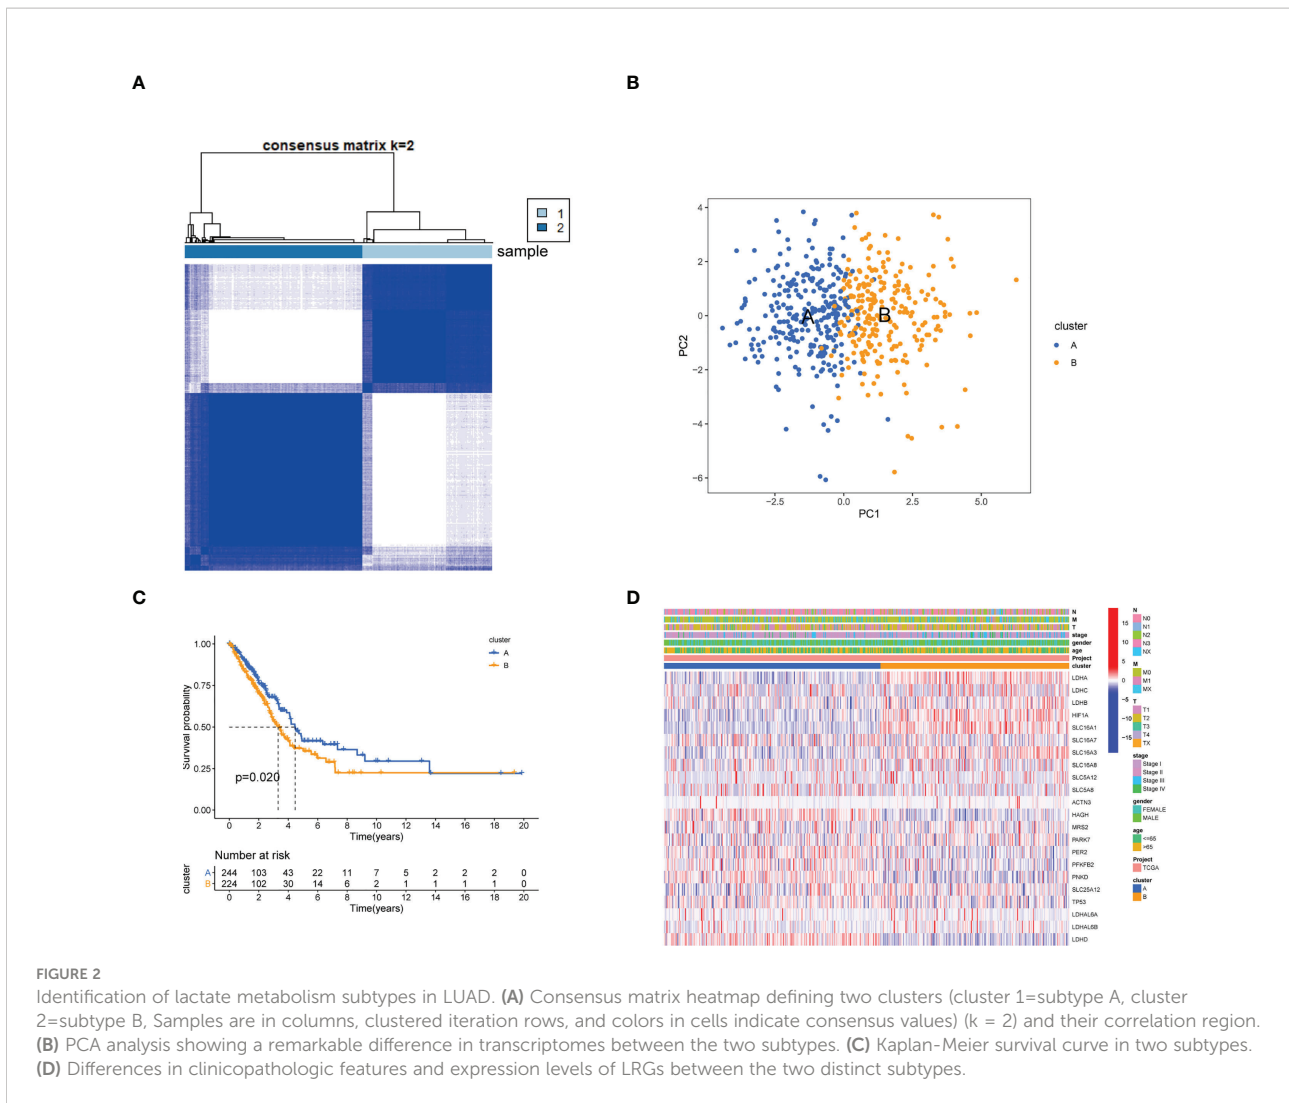 A
consensus matrix k=2
1
2
sample
B
4
2
0
−2
−4
−6
PC2
−2.5
0.0
2.5
5.0
PC1
cluster
A
B
A
B
C
cluster
A
B
1.00
0.75
0.50
0.25
0.00
Survival probability
p=0.020
0 2 4 6 8 10 12 14 16 18 20
Time(years)
Number at risk
cluster
A 244 103 43 22 11 7 5 2 2 2 0
B 224 102 30 14 6 2 1 1 1 1 0
0 2 4 6 8 10 12 14 16 18 20
Time(years)
D
N
M
T
stage
gender
age
Project
cluster
LDHA
LDHC
LDHB
HIF1A
SLC16A1
SLC16A7
SLC16A3
SLC16A8
SLC5A12
SLC5A8
ACTN3
HAGH
MRS2
PARK7
PER2
PFKFB2
PNKD
SLC25A12
TP53
LDHAL6A
LDHAL6B
LDHD
15
10
5
0
−5
−10
−15
N
N0
N1
N2
N3
NX
M
M0
M1
MX
T
T1
T2
T3
T4
TX
stage
Stage I
Stage II
Stage III
Stage IV
gender
FEMALE
MALE
age
<=65
>65
Project
TCGA
cluster
A
B
FIGURE 2
Identification of lactate metabolism subtypes in LUAD. (A) Consensus matrix heatmap defining two clusters (cluster 1=subtype A, cluster
2=subtype B, Samples are in columns, clustered iteration rows, and colors in cells indicate consensus values) (k = 2) and their correlation region.
(B) PCA analysis showing a remarkable difference in transcriptomes between the two subtypes. (C) Kaplan-Meier survival curve in two subtypes.
(D) Differences in clinicopathologic features and expression levels of LRGs between the two distinct subtypes.